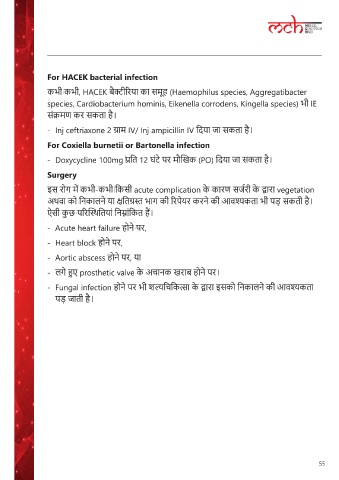 mch
For HACEK bacterial infection
कभी कभी, HACEK बैक्टीरिया का समूह (Haemophilus species, Aggregatibacter
species, Cardiobacterium hominis, Eikenella corrodens, Kingella species) भी IE
संक्रमण कर सकता है।
- Inj ceftriaxone 2 ग्राम IV/ Inj ampicillin IV दिया जा सकता है।
For Coxiella burnetii or Bartonella infection
- Doxycycline 100mg प्रति 12 घंटे पर मौखिक (PO) दिया जा सकता है।
Surgery
इस रोग में कभी-कभी किसी acute complication के कारण सर्जरी के द्वारा vegetation
अथवा को निकालने या क्षतिग्रस्त भाग की रिपेयर करने की आवश्यकता भी पड़ सकती है।
ऐसी कुछ परिस्थितियां निम्नांकित हैं।
- Acute heart failure होने पर,
- Heart block होने पर,
- Aortic abscess होने पर, या
- लगे हुए prosthetic valve के अचानक खराब होने पर।
- Fungal infection होने पर भी शल्यचिकित्सा के द्वारा इसको निकालने की आवश्यकता
पड़ जाती है।
55